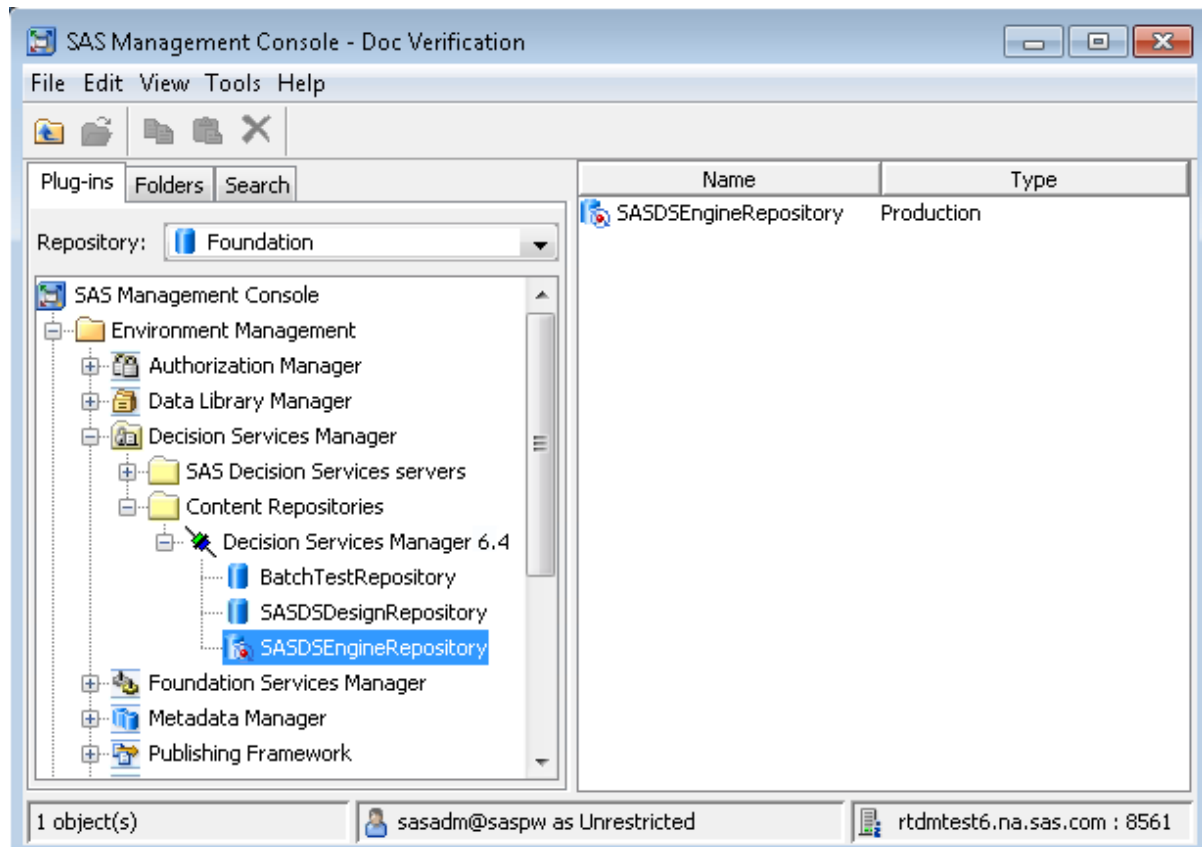 SAS Management Console - Doc Verification
File Edit View Tools Help
Plug-ins Folders Search
Repository: Foundation
SAS Management Console
Environment Management
Authorization Manager
Data Library Manager
Decision Services Manager
SAS Decision Services servers
Content Repositories
Decision Services Manager 6.4
BatchTestRepository
SASDSDesignRepository
SASDSEngineRepository
Foundation Services Manager
Metadata Manager
Publishing Framework
Name Type
SASDSEngineRepository Production
1 object(s) sasadm@saspw as Unrestricted rtdmtest6.na.sas.com : 8561